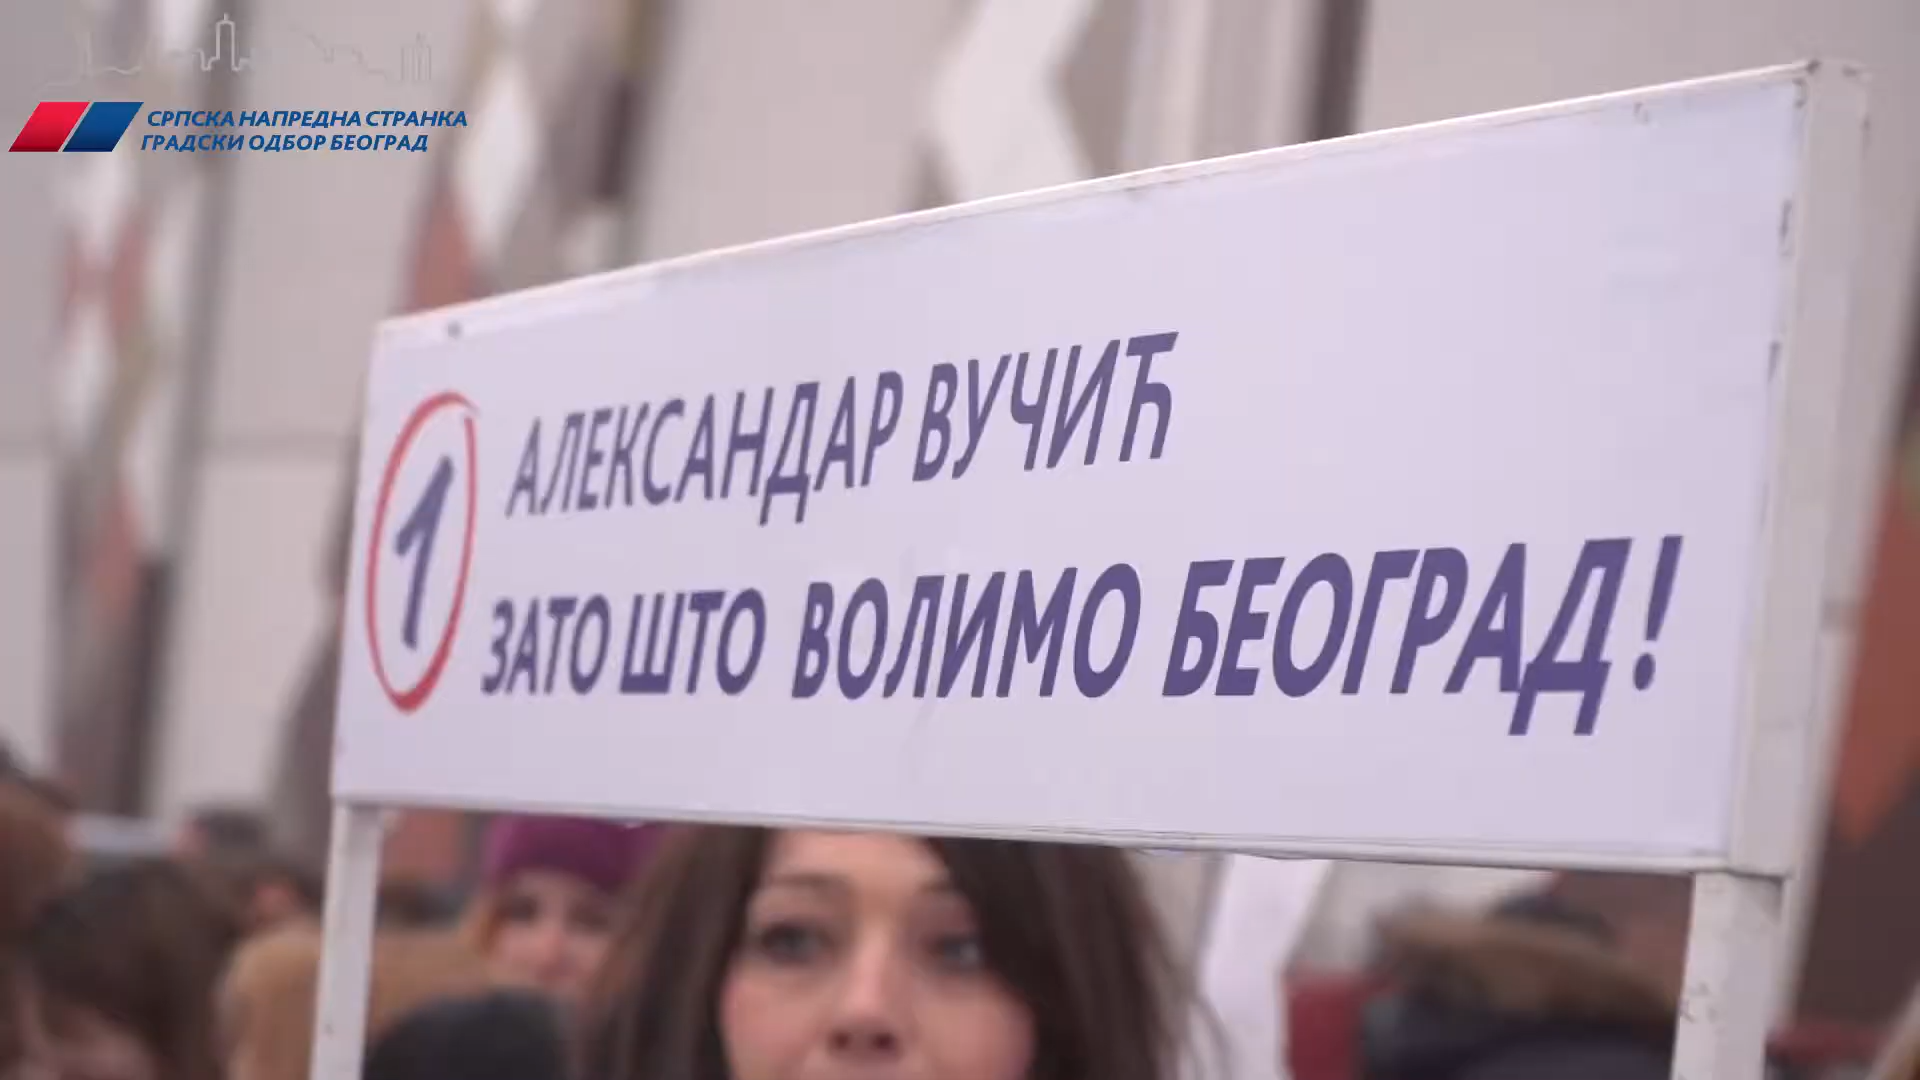 СРПСКА НАПРЕДНА СТРАНКА
ГРАДСКИ ОДБОР БЕОГРАД
1 АЛЕКСАНДАР ВУЧИЋ
ЗАТО ШТО ВОЛИМО БЕОГРАД!